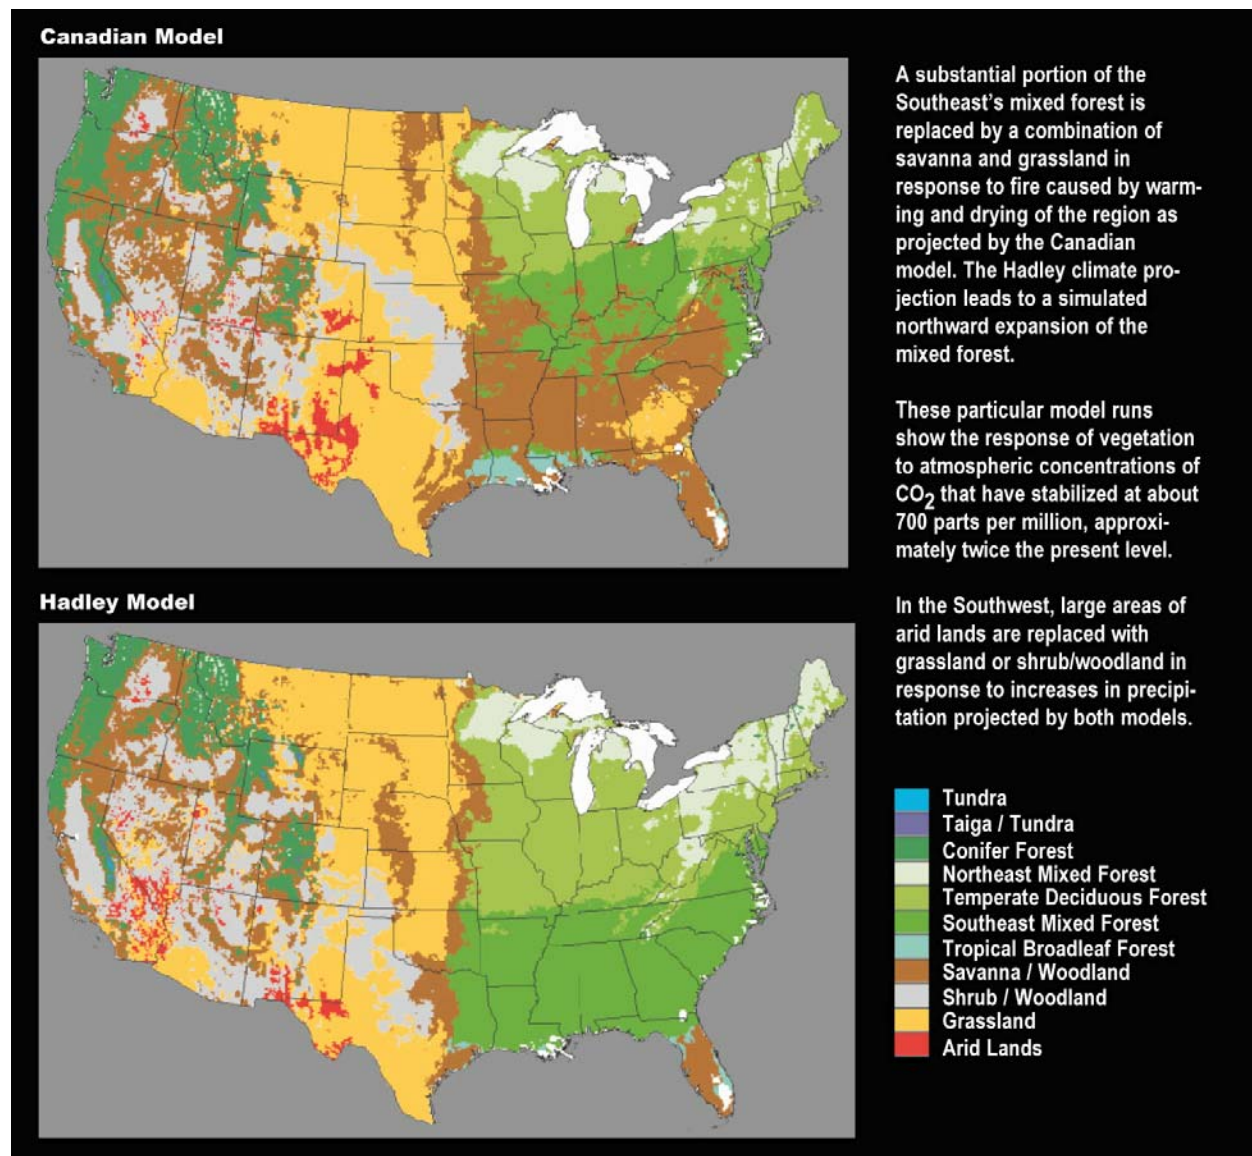 Canadian Model
A substantial portion of the
Southeast's mixed forest is
replaced by a combination of
savanna and grassland in
response to fire caused by warm-
ing and drying of the region as
projected by the Canadian
model. The Hadley climate pro-
jection leads to a simulated
northward expansion of the
mixed forest.
These particular model runs
show the response of vegetation
to atmospheric concentrations of
CO2 that have stabilized at about
700 parts per million, approxi-
mately twice the present level.
Hadley Model
In the Southwest, large areas of
arid lands are replaced with
grassland or shrub/woodland in
response to increases in precipi-
tation projected by both models.
Tundra
Taiga / Tundra
Conifer Forest
Northeast Mixed Forest
Temperate Deciduous Forest
Southeast Mixed Forest
Tropical Broadleaf Forest
Savanna / Woodland
Shrub / Woodland
Grassland
Arid Lands